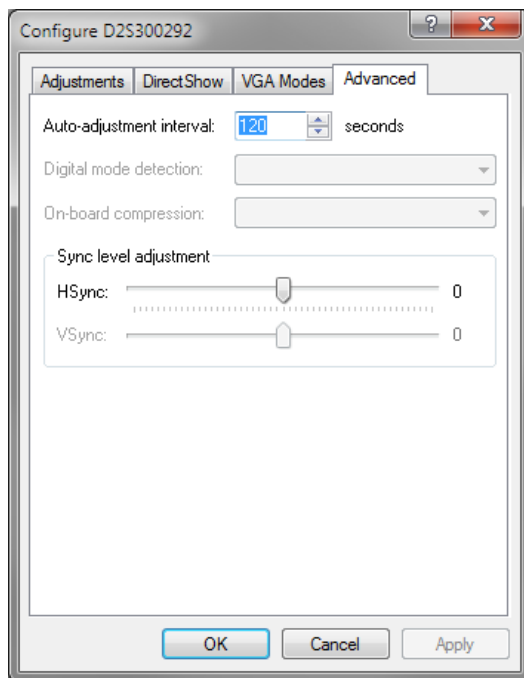 Configure D2S300292
?
X
Adjustments DirectShow VGA Modes Advanced
Auto-adjustment interval: 120 seconds
Digital mode detection:
On-board compression:
Sync level adjustment
HSync: 0
VSync: 0
OK Cancel Apply